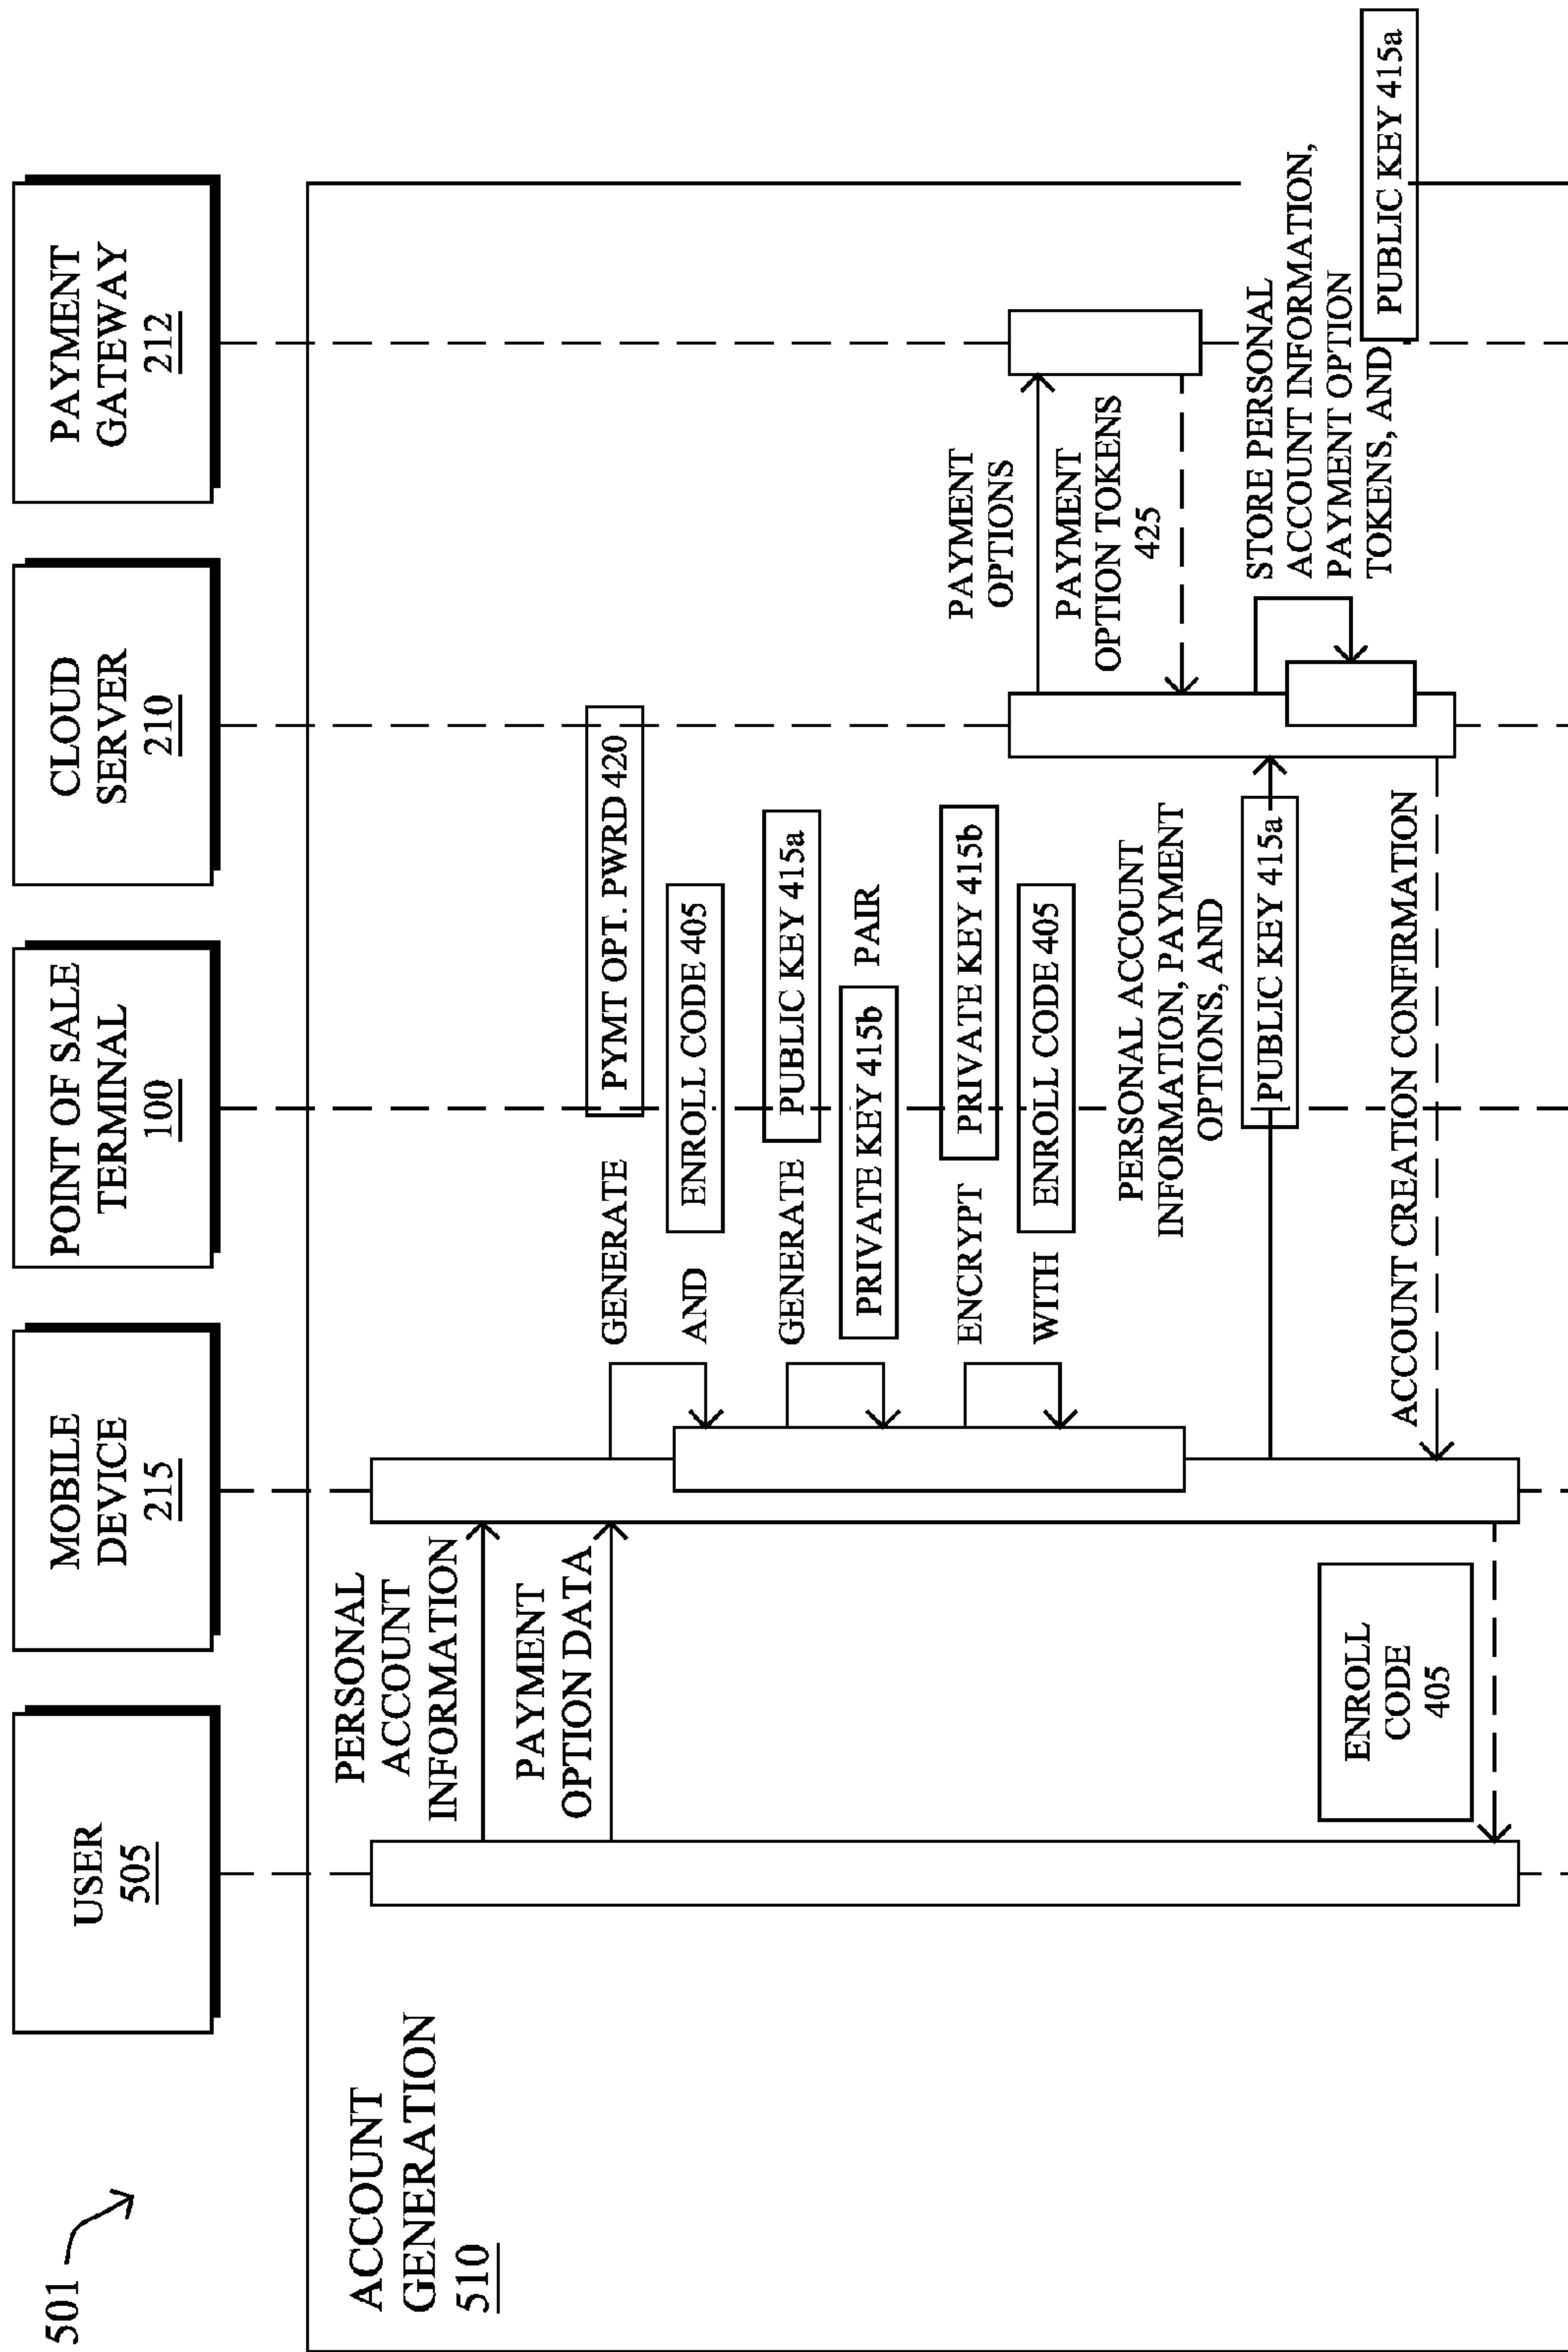 501
USER
505
MOBILE
DEVICE
215
POINT OF SALE
TERMINAL
100
CLOUD
SERVER
210
PAYMENT
GATEWAY
212
ACCOUNT
GENERATION
510
PERSONAL
ACCOUNT
INFORMATION
PAYMENT
OPTION DATA
GENERATE PYMT OPT. PWRD 420
AND ENROLL CODE 405
GENERATE PUBLIC KEY 415a
PRIVATE KEY 415b PAIR
ENCRYPT PRIVATE KEY 415b
WITH ENROLL CODE 405
PAYMENT
OPTIONS
PAYMENT
OPTION TOKENS
425
PERSONAL ACCOUNT
INFORMATION, PAYMENT
OPTIONS, AND
PUBLIC KEY 415a
STORE PERSONAL
ACCOUNT INFORMATION,
PAYMENT OPTION
TOKENS, AND PUBLIC KEY 415a
ACCOUNT CREATION CONFIRMATION
ENROLL
CODE
405